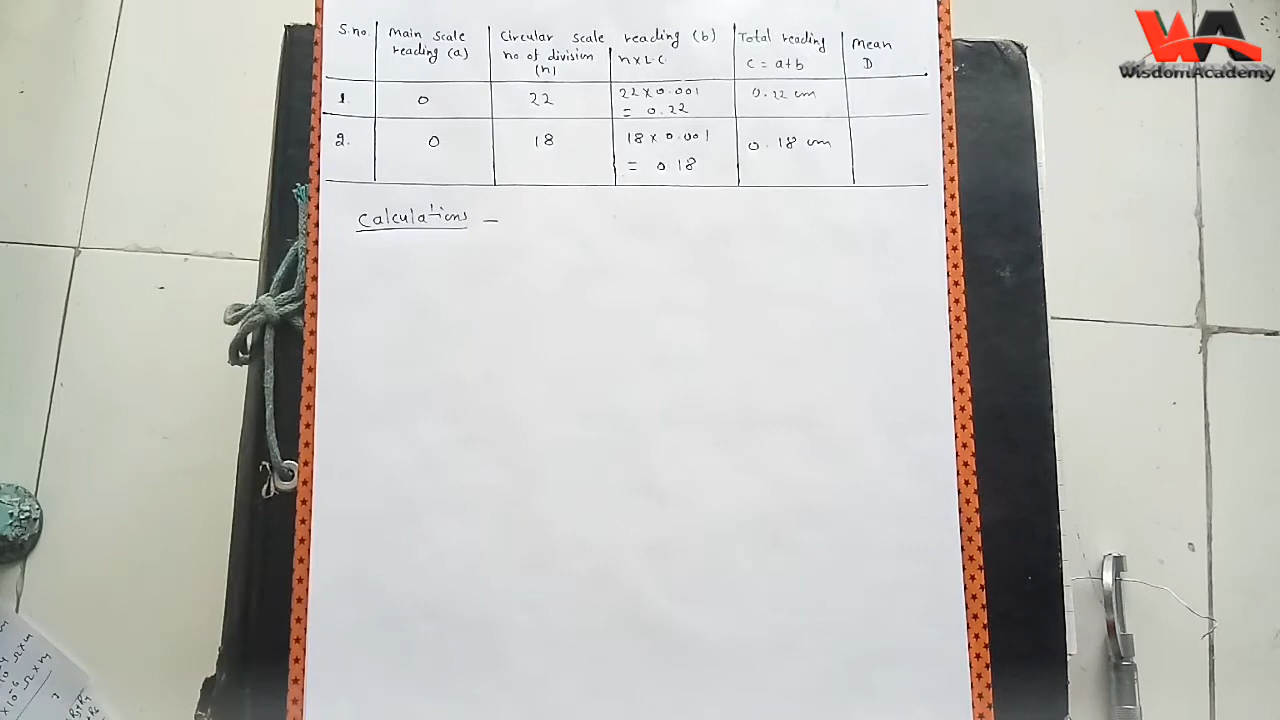 S.no. Main Scale reading (a) Circular Scale reading (b) Total reading Mean
no of division (n) n x L.C. C = a+b D
1. 0 22 22 x 0.001 = 0.22 0.22 cm
2. 0 18 18 x 0.001 = 0.18 0.18 cm
Calculations –
WA
WisdomAcademy